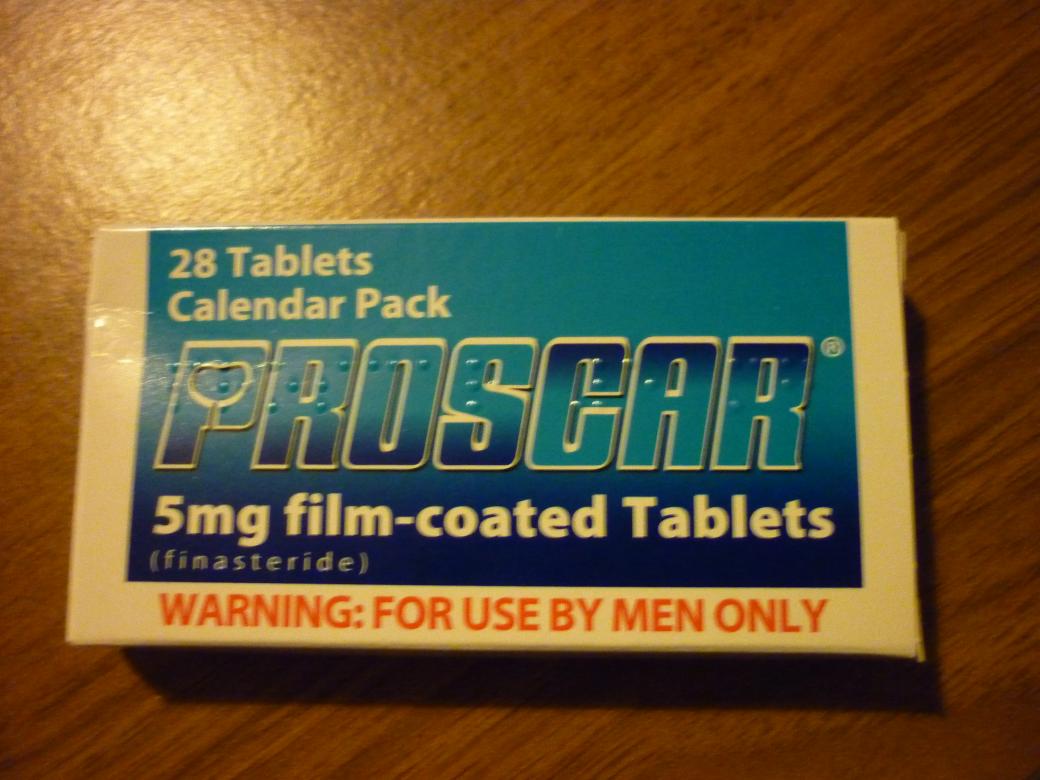 28 Tablets
Calendar Pack
PROSCAR®
5mg film-coated Tablets
(finasteride)
WARNING: FOR USE BY MEN ONLY